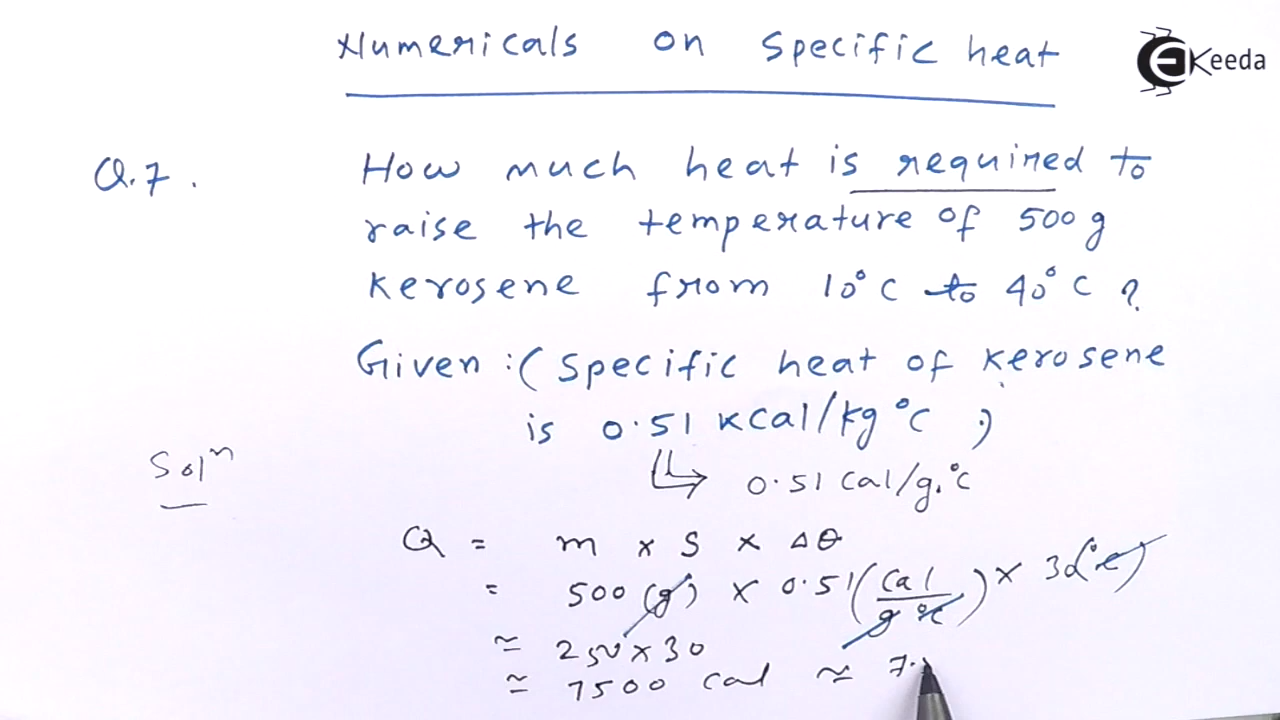 Numericals on Specific heat
EKeeda
Q.7. How much heat is required to
raise the temperature of 500 g
Kerosene from 10°C to 40°C ?
Given :( Specific heat of Kerosene
is 0.51 KCal/Kg °C )
↳ 0.51 Cal/g.°C
Solⁿ
Q = m x S x Δθ
= 500 (g) x 0.51 (Cal/g °C) x 30(°C)
≃ 250 x 30
≃ 7500 Cal ≃ 7.